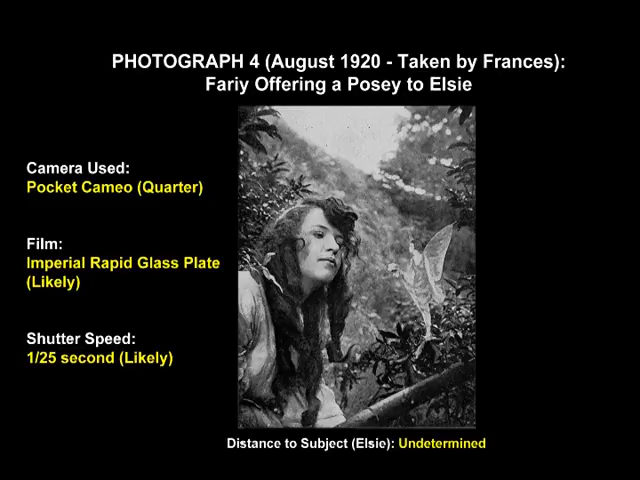 PHOTOGRAPH 4 (August 1920 - Taken by Frances):
Fariy Offering a Posey to Elsie
Camera Used:
Pocket Cameo (Quarter)
Film:
Imperial Rapid Glass Plate
(Likely)
Shutter Speed:
1/25 second (Likely)
Distance to Subject (Elsie): Undetermined